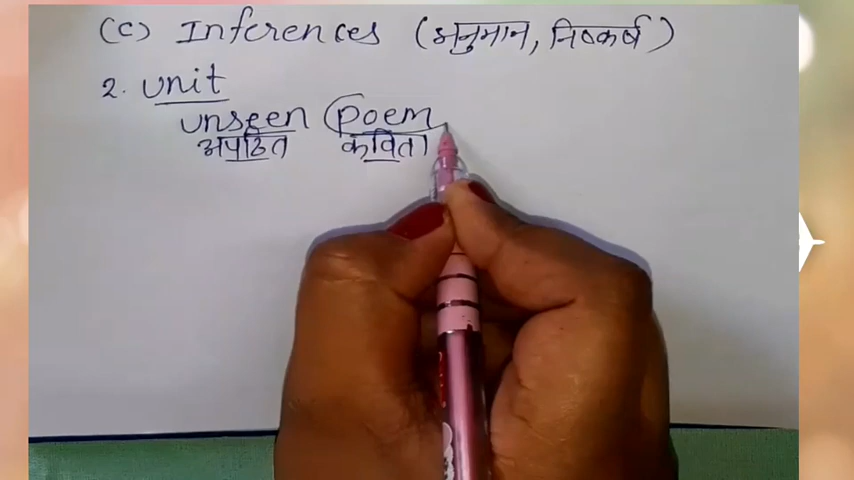 (c) Inferences (अनुमान, निष्कर्ष)
2. Unit
unseen (poem
अपठित कविता